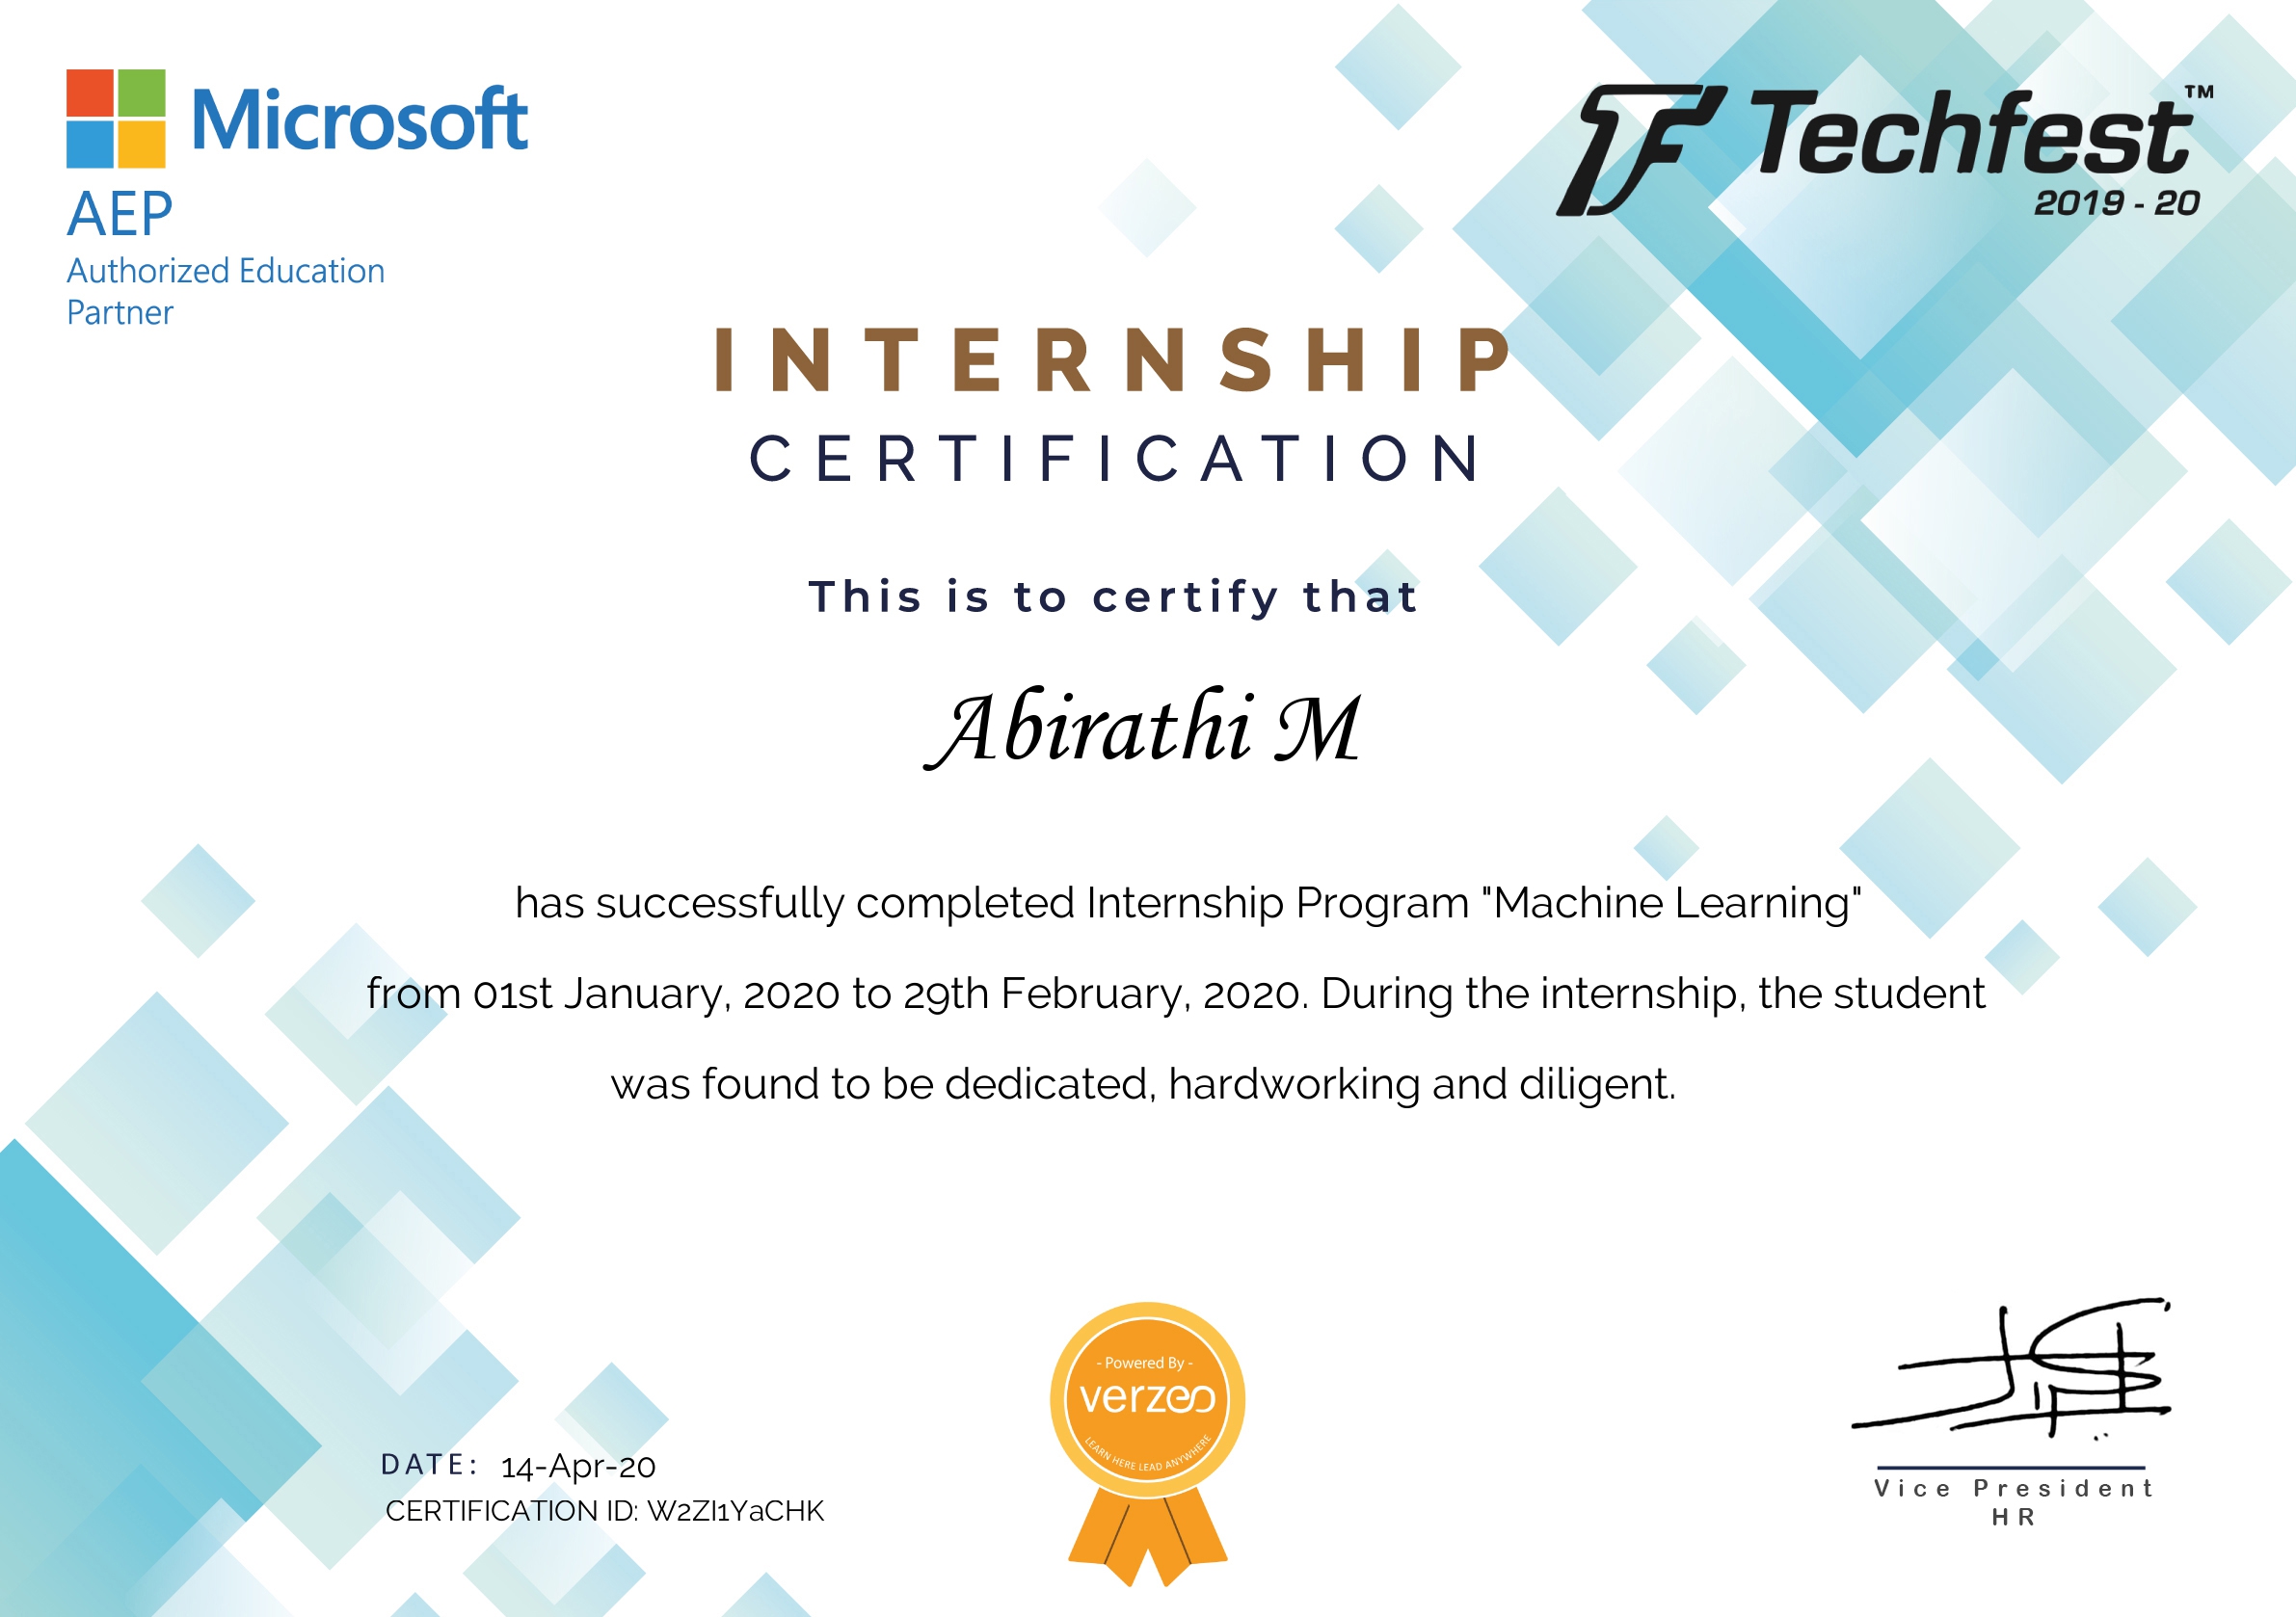 Microsoft
AEP
Authorized Education
Partner
Techfest™
2019 - 20
INTERNSHIP
CERTIFICATION
This is to certify that
Abirathi M
has successfully completed Internship Program "Machine Learning"
from 01st January, 2020 to 29th February, 2020. During the internship, the student
was found to be dedicated, hardworking and diligent.
DATE: 14-Apr-20
CERTIFICATION ID: W2ZI1YaCHK
- Powered By -
verzeo
LEARN HERE LEAD ANYWHERE
Vice President
HR